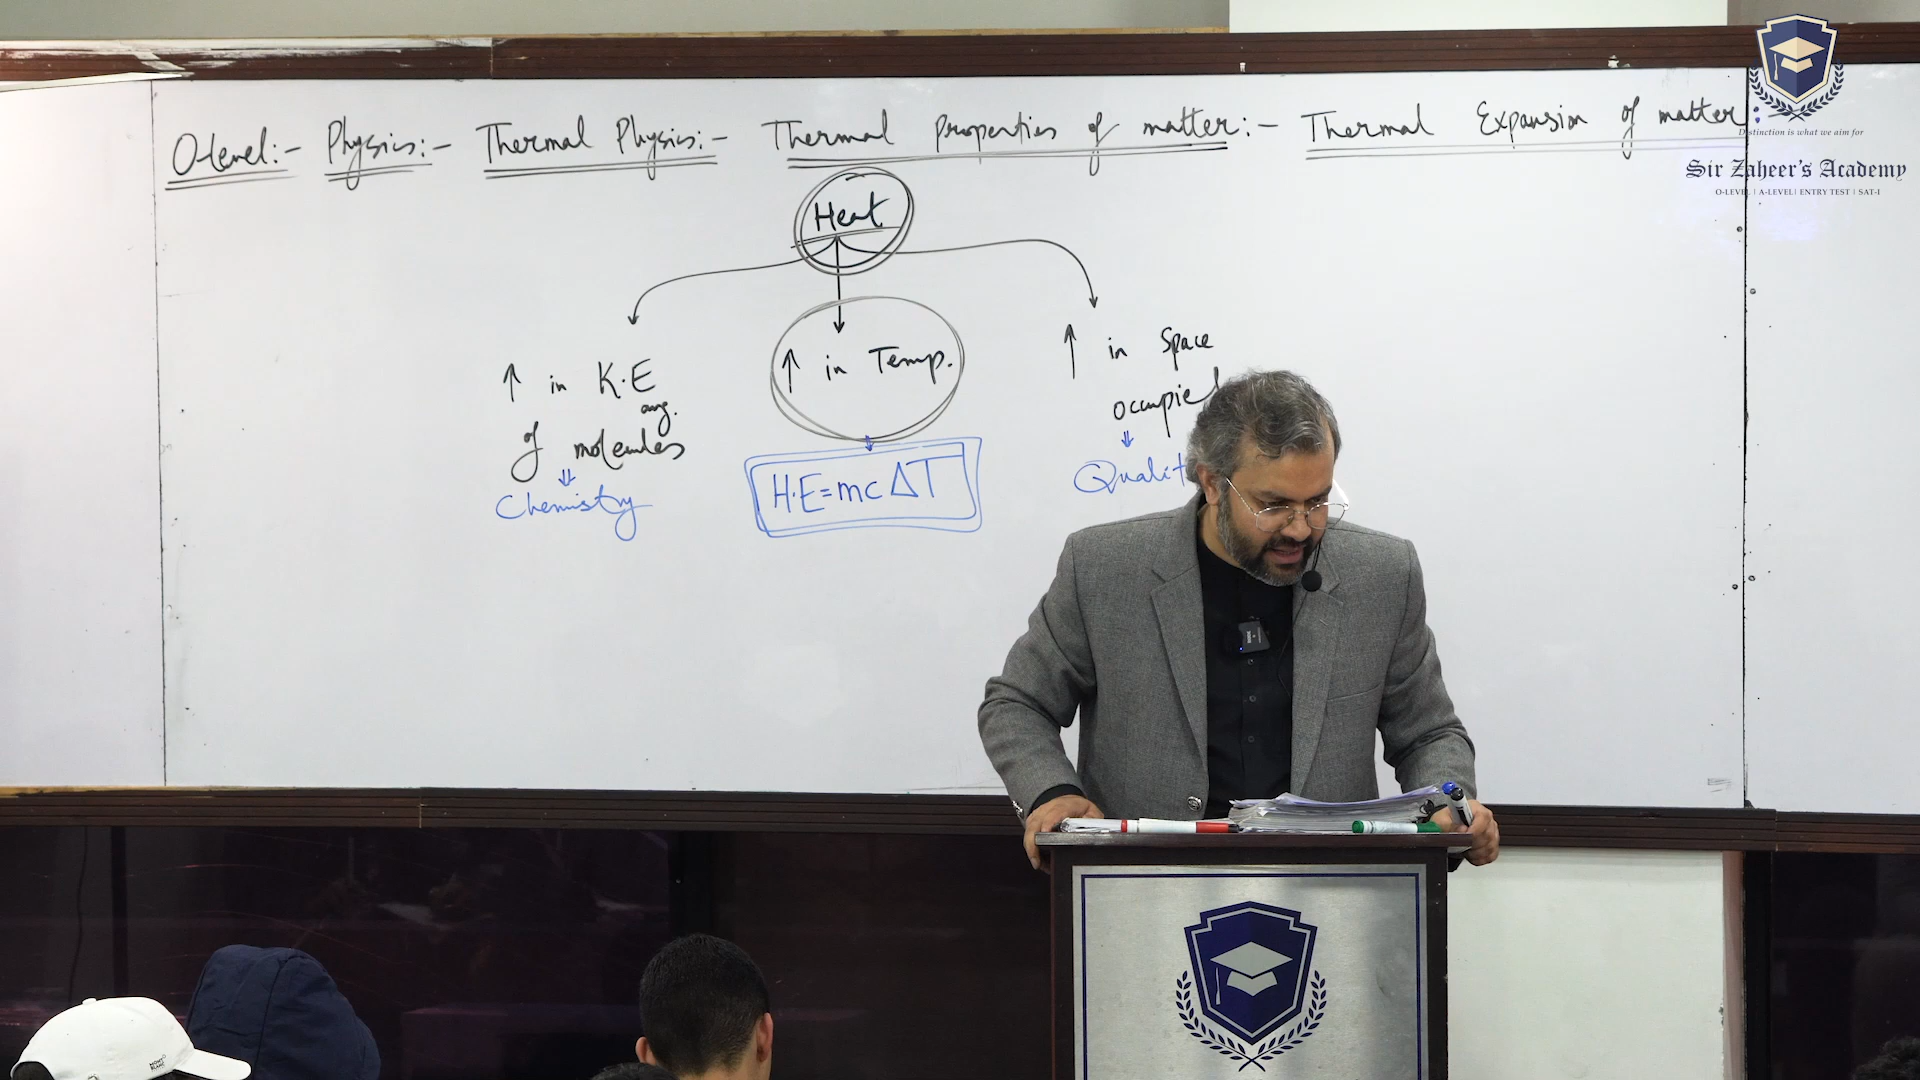 O-level:- Physics:- Thermal Physics:- Thermal Properties of matter:- Thermal Expansion of matter:
Distinction is what we aim for
Sir Zaheer's Academy
O-LEVEL | A-LEVEL | ENTRY TEST | SAT-I
Heat
↑ in K.E avg.
of molecules
⇓
Chemistry
↑ in Temp.
H.E=mcΔT
↑ in Space
occupied
⇓
Qualit